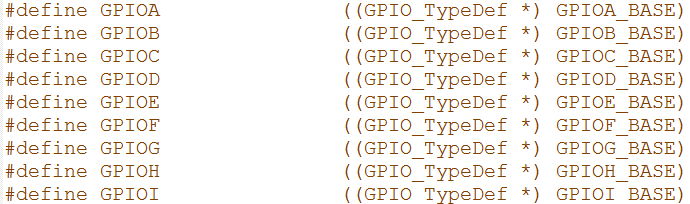 #define GPIOA ((GPIO_TypeDef *) GPIOA_BASE)
#define GPIOB ((GPIO_TypeDef *) GPIOB_BASE)
#define GPIOC ((GPIO_TypeDef *) GPIOC_BASE)
#define GPIOD ((GPIO_TypeDef *) GPIOD_BASE)
#define GPIOE ((GPIO_TypeDef *) GPIOE_BASE)
#define GPIOF ((GPIO_TypeDef *) GPIOF_BASE)
#define GPIOG ((GPIO_TypeDef *) GPIOG_BASE)
#define GPIOH ((GPIO_TypeDef *) GPIOH_BASE)
#define GPIOI ((GPIO_TypeDef *) GPIOI_BASE)